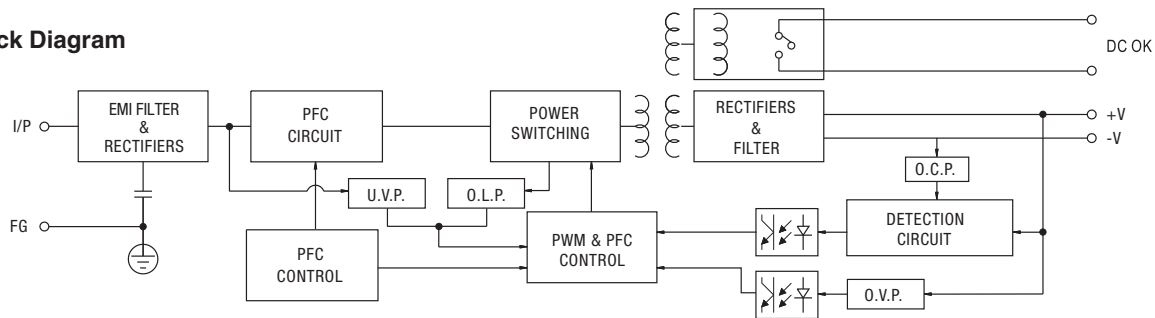 ck Diagram
DC OK
I/P
EMI FILTER
&
RECTIFIERS
PFC
CIRCUIT
POWER
SWITCHING
RECTIFIERS
&
FILTER
+V
-V
O.C.P.
U.V.P.
O.L.P.
FG
PFC
CONTROL
PWM & PFC
CONTROL
DETECTION
CIRCUIT
O.V.P.